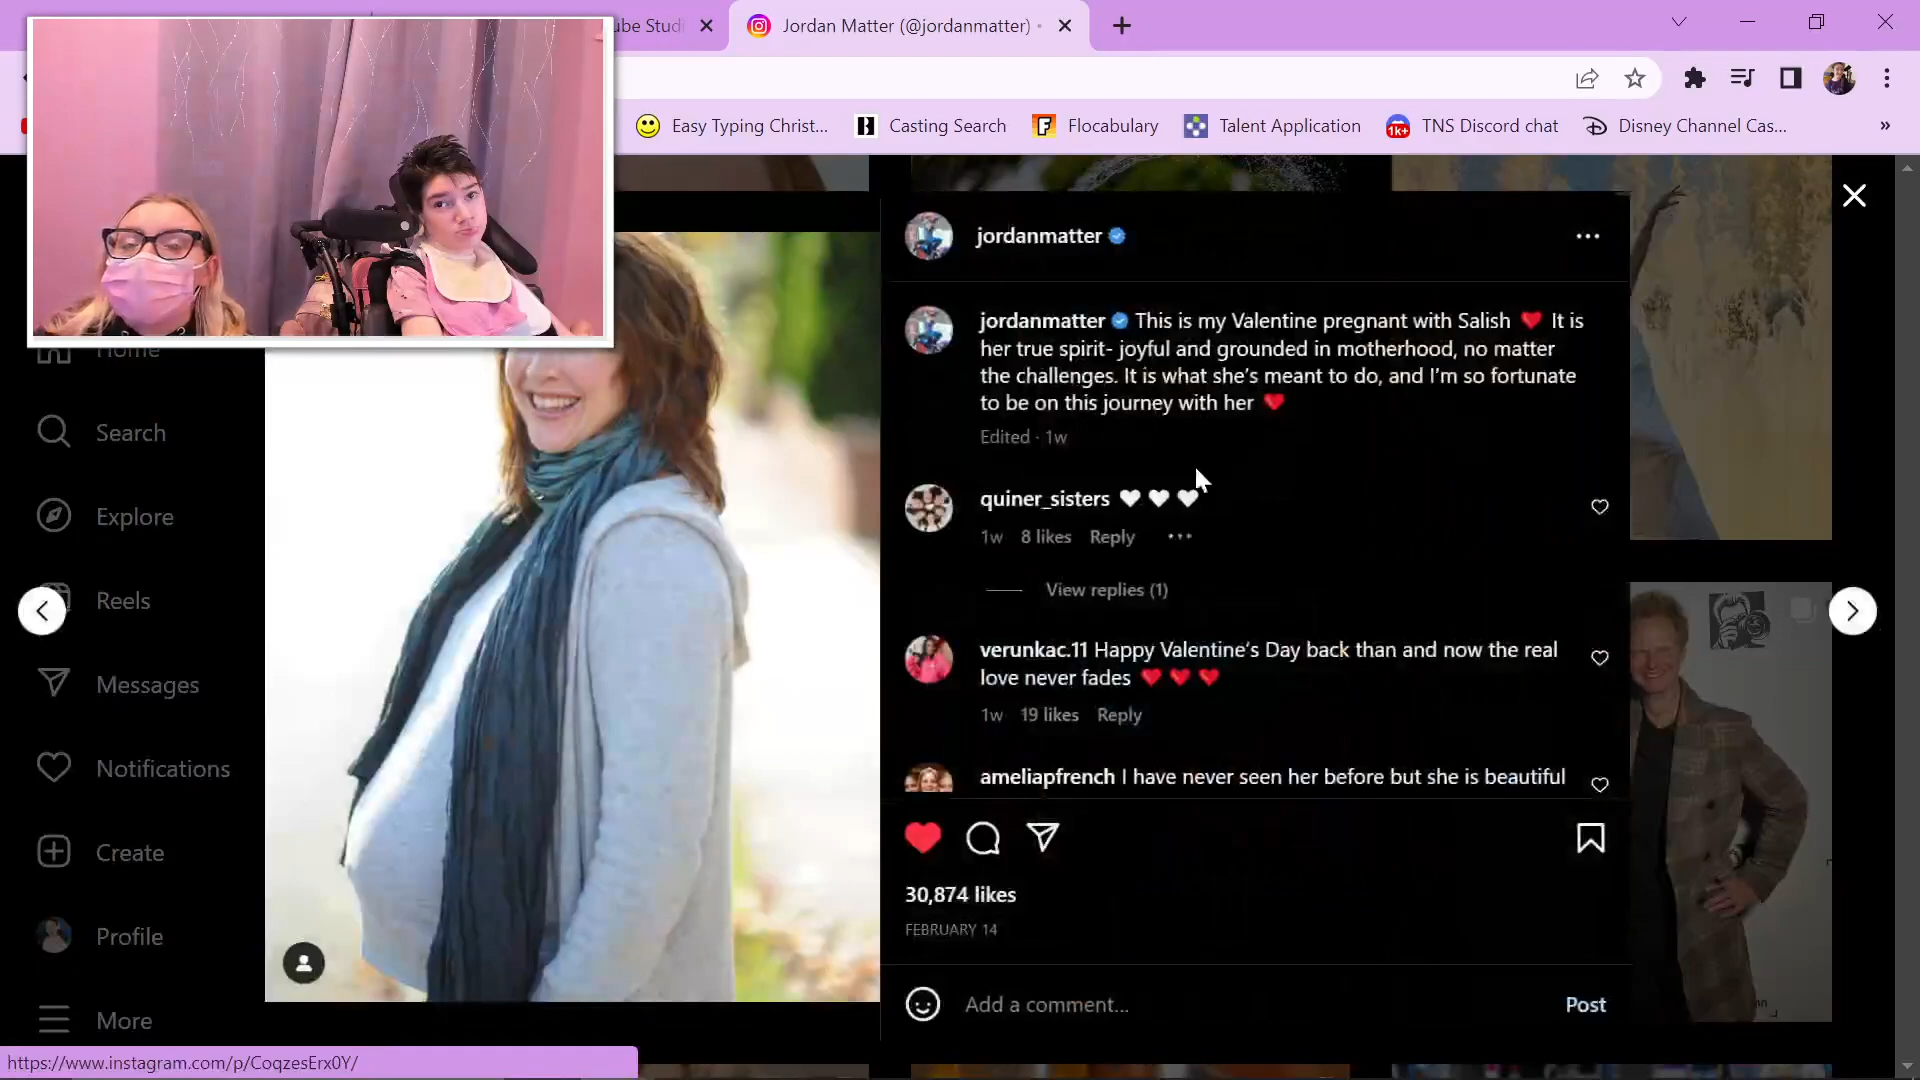 ube Studi
Jordan Matter (@jordanmatter) •
Easy Typing Christ...
Casting Search
Flocabulary
Talent Application
TNS Discord chat
Disney Channel Cas...
»
1k+
Home
Search
Explore
Reels
Messages
Notifications
Create
Profile
More
jordanmatter
jordanmatter This is my Valentine pregnant with Salish ❤️ It is
her true spirit- joyful and grounded in motherhood, no matter
the challenges. It is what she's meant to do, and I'm so fortunate
to be on this journey with her ❤️
Edited · 1w
quiner_sisters 🤍 🤍 🤍
1w 8 likes Reply
View replies (1)
verunkac.11 Happy Valentine's Day back than and now the real
love never fades ❤️ ❤️ ❤️
1w 19 likes Reply
ameliapfrench I have never seen her before but she is beautiful
30,874 likes
FEBRUARY 14
Add a comment...
Post
https://www.instagram.com/p/CoqzesErx0Y/